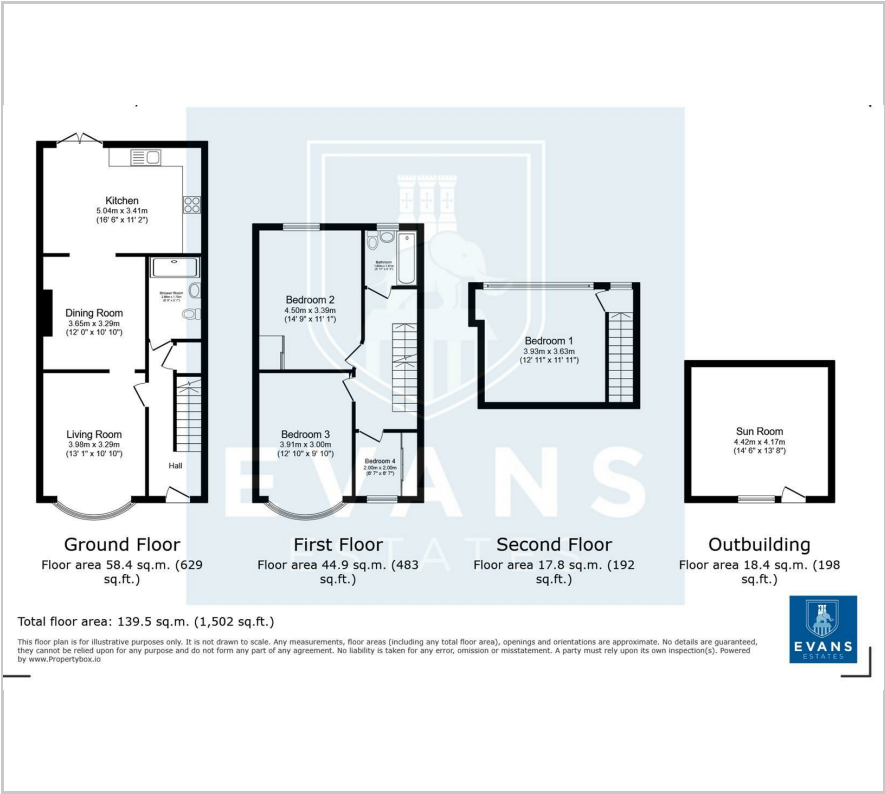 Kitchen
5.04m x 3.41m
(16' 6" x 11' 2")
Dining Room
3.65m x 3.29m
(12' 0" x 10' 10")
Shower Room
Living Room
3.98m x 3.29m
(13' 1" x 10' 10")
Hall
Ground Floor
Floor area 58.4 sq.m. (629
sq.ft.)
Bedroom 2
4.50m x 3.39m
(14' 9" x 11' 1")
Bathroom
Bedroom 3
3.91m x 3.00m
(12' 10" x 9' 10")
Bedroom 4
2.00m x 2.00m
(6' 7" x 6' 7")
First Floor
Floor area 44.9 sq.m. (483
sq.ft.)
Bedroom 1
3.93m x 3.63m
(12' 11" x 11' 11")
Second Floor
Floor area 17.8 sq.m. (192
sq.ft.)
Sun Room
4.42m x 4.17m
(14' 6" x 13' 8")
Outbuilding
Floor area 18.4 sq.m. (198
sq.ft.)
EVANS
ESTATES
Total floor area: 139.5 sq.m. (1,502 sq.ft.)
This floor plan is for illustrative purposes only. It is not drawn to scale. Any measurements, floor areas (including any total floor area), openings and orientations are approximate. No details are guaranteed,
they cannot be relied upon for any purpose and do not form any part of any agreement. No liability is taken for any error, omission or misstatement. A party must rely upon its own inspection(s). Powered
by www.Propertybox.io
EVANS
ESTATES